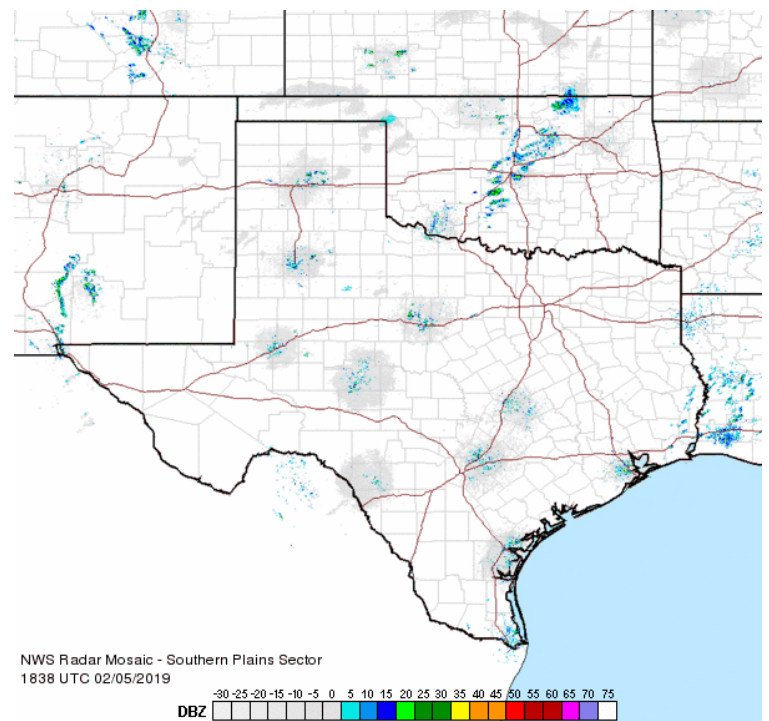 NWS Radar Mosaic - Southern Plains Sector
1838 UTC 02/05/2019
-30 -25 -20 -15 -10 -5 0 5 10 15 20 25 30 35 40 45 50 55 60 65 70 75
DBZ